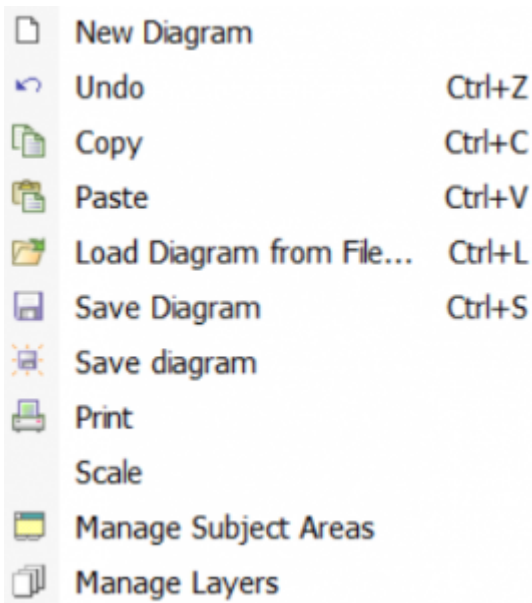 New Diagram
Undo Ctrl+Z
Copy Ctrl+C
Paste Ctrl+V
Load Diagram from File... Ctrl+L
Save Diagram Ctrl+S
Save diagram
Print
Scale
Manage Subject Areas
Manage Layers